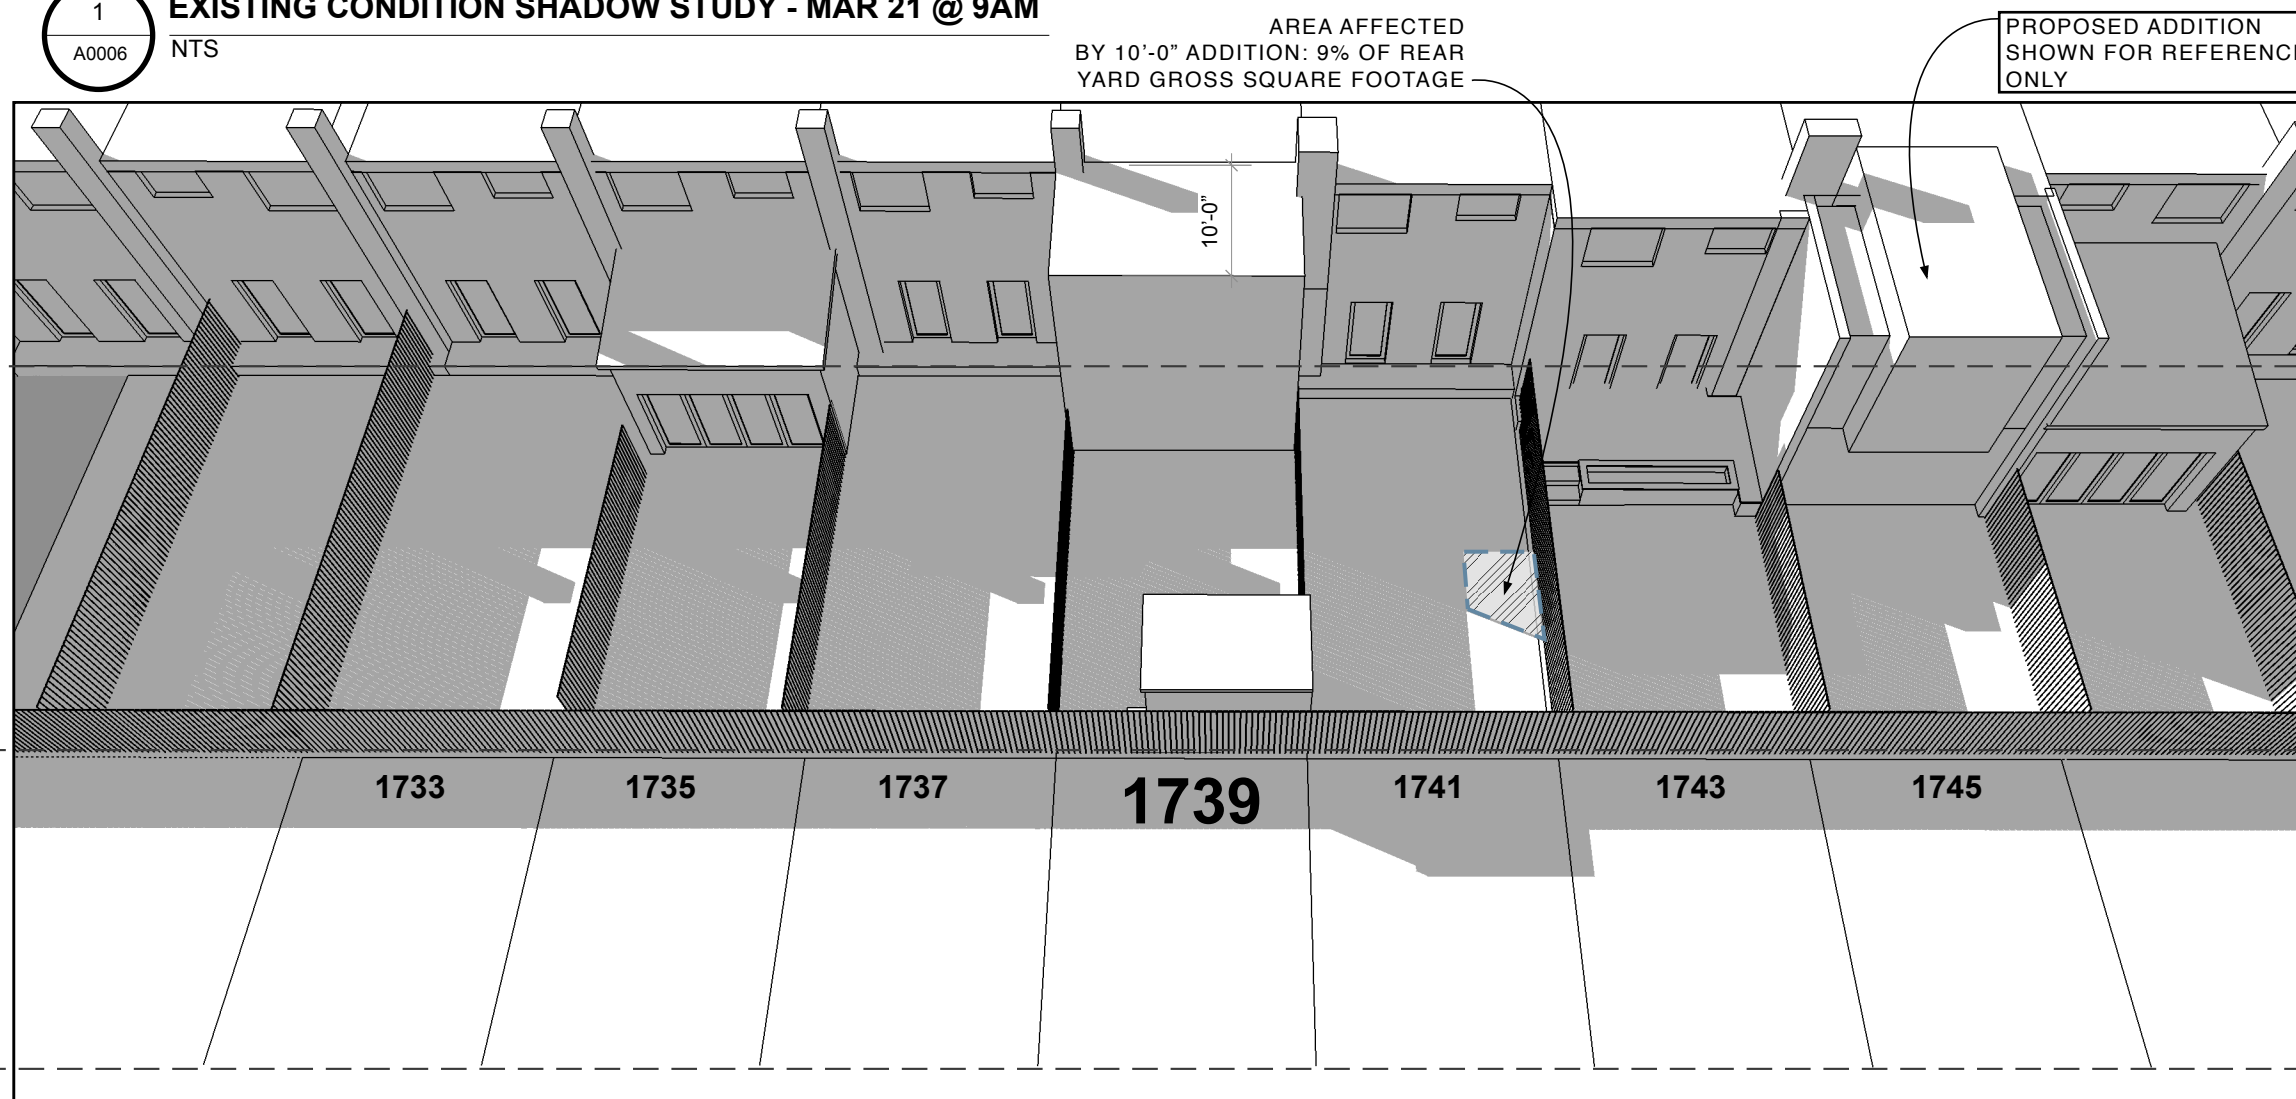 1
A0006
EXISTING CONDITION SHADOW STUDY - MAR 21 @ 9AM
NTS
AREA AFFECTED
BY 10’-0” ADDITION: 9% OF REAR
YARD GROSS SQUARE FOOTAGE
PROPOSED ADDITION
SHOWN FOR REFERENCE
ONLY
10’-0”
1733
1735
1737
1739
1741
1743
1745